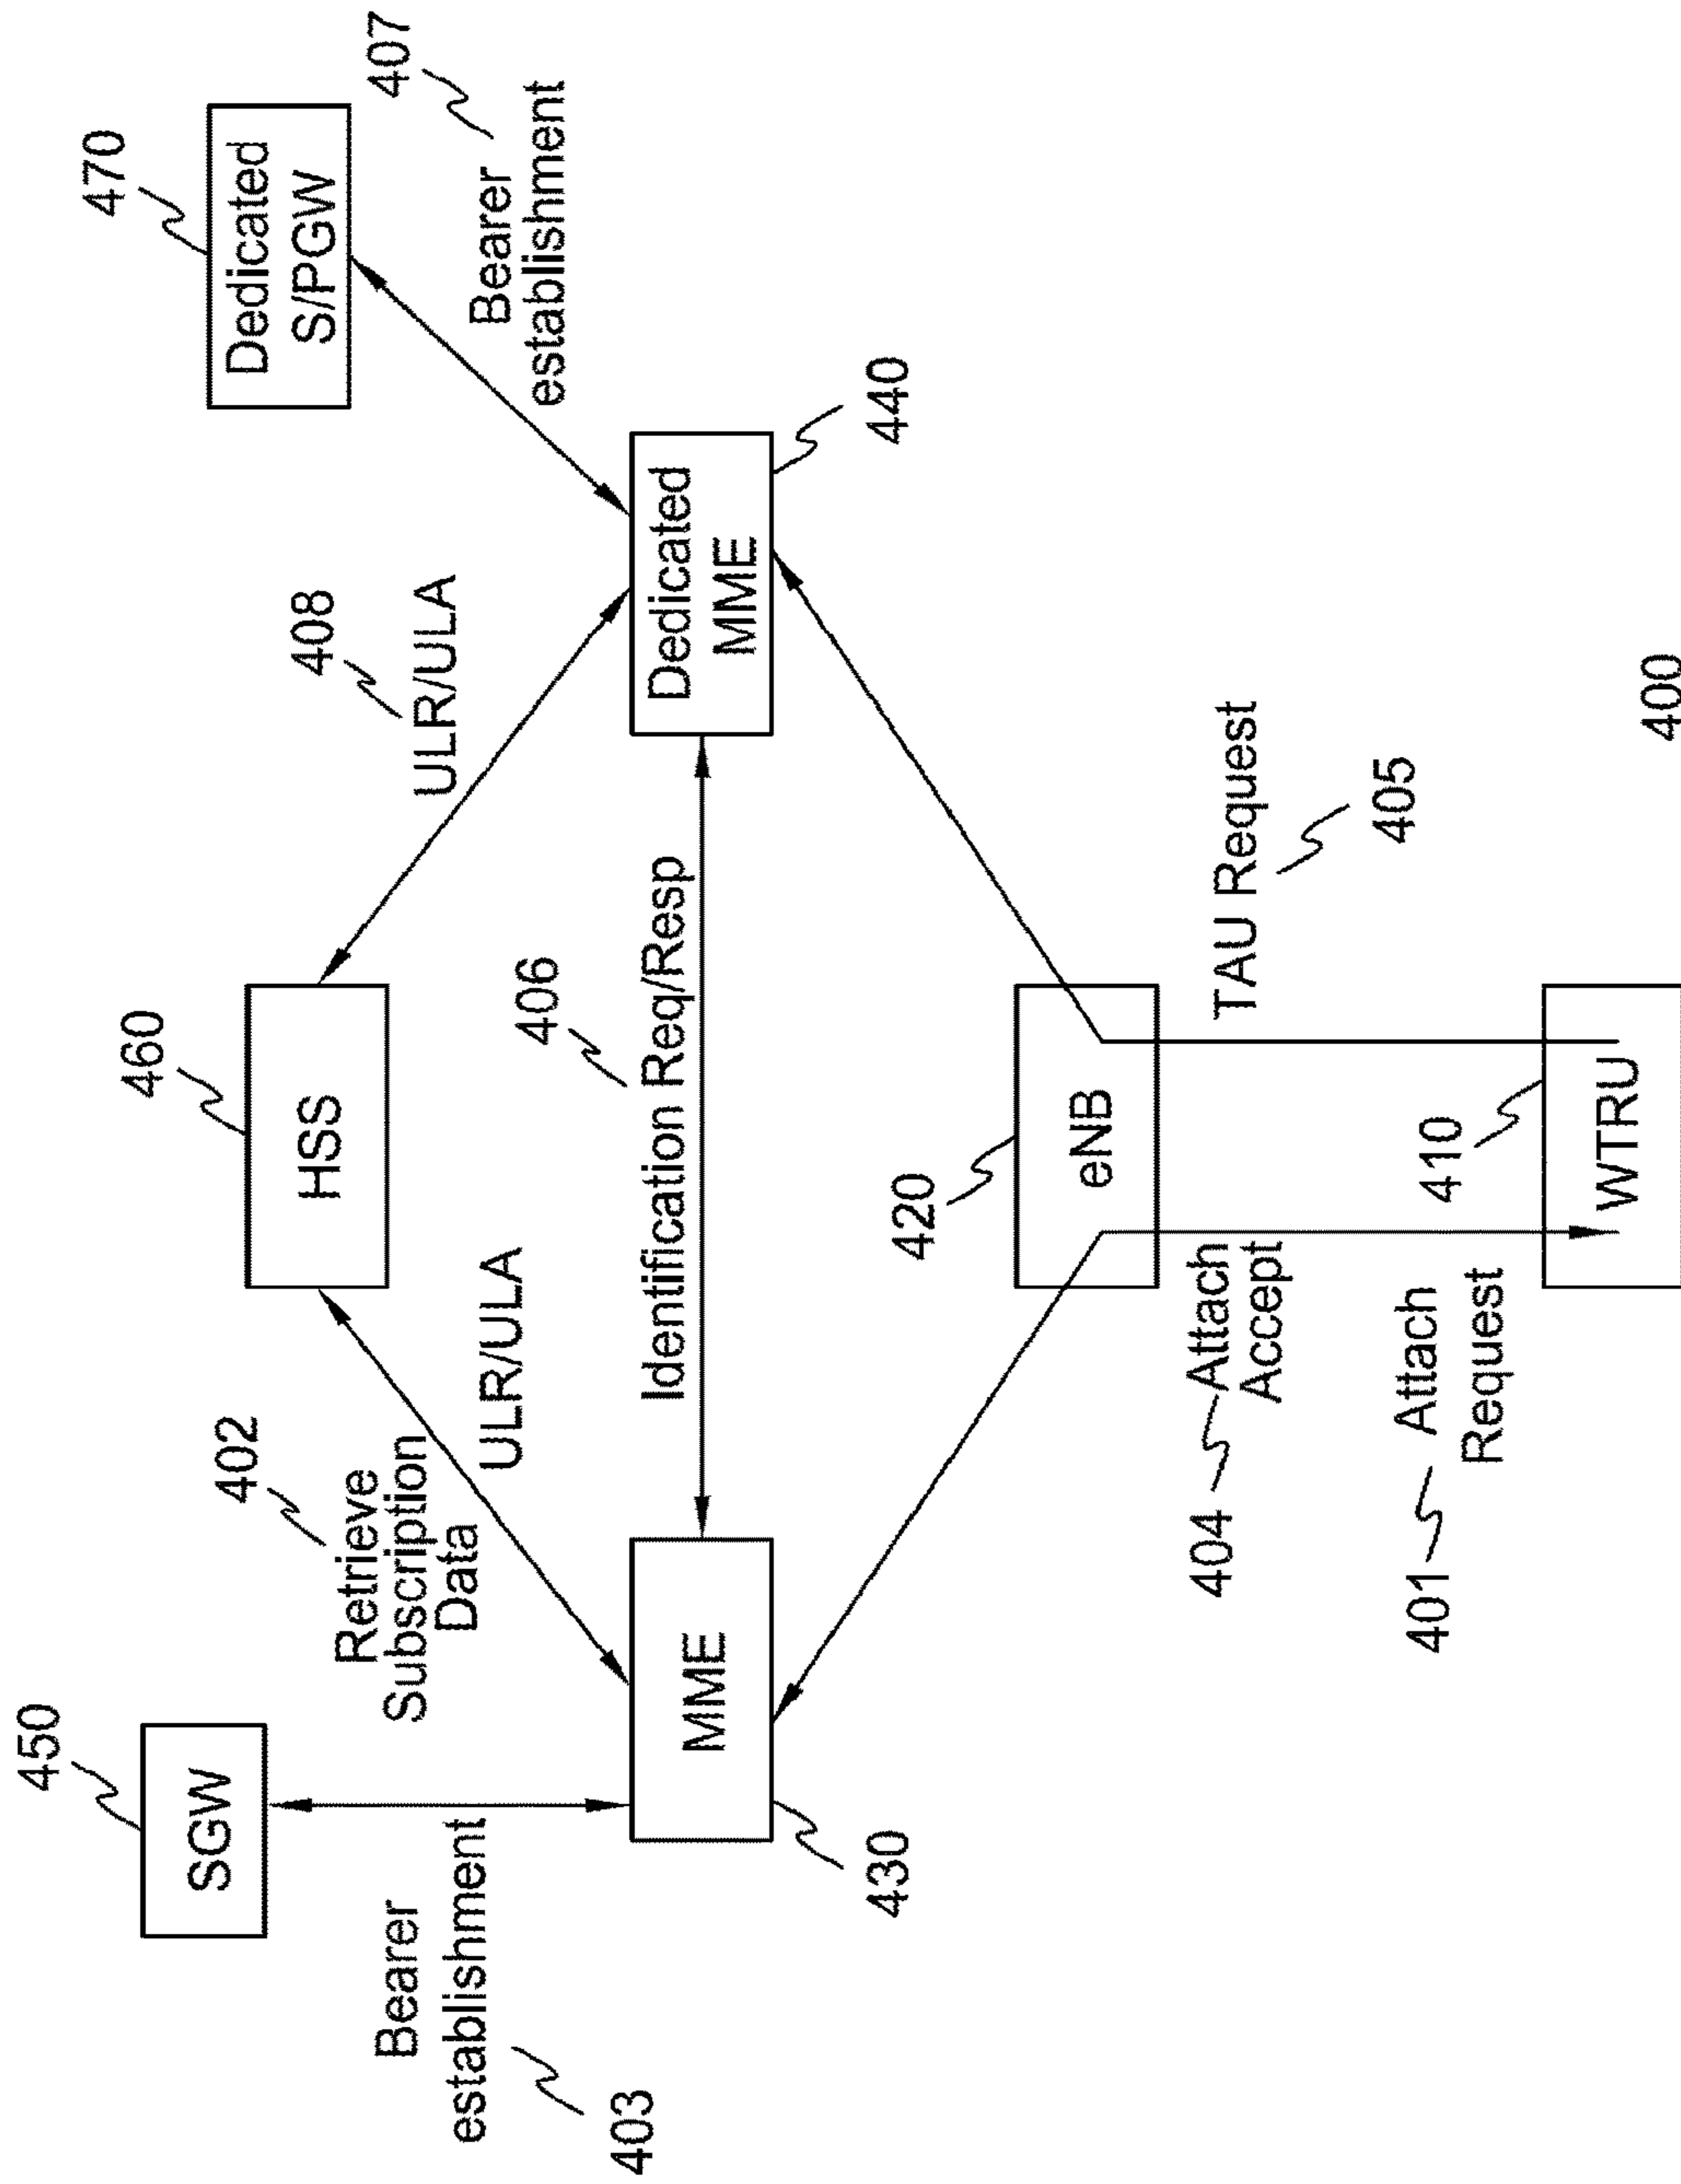 470
Dedicated
S/PGW
407
Bearer
establishment
450
SGW
460
HSS
408
ULR/ULA
402
Retrieve
Subscription
Data
ULR/ULA
Bearer
establishment
403
406
Identification Req/Resp
MME
430
Dedicated
MME
440
420
eNB
404 Attach
Accept
401 Attach
Request
TAU Request
405
410
WTRU
400